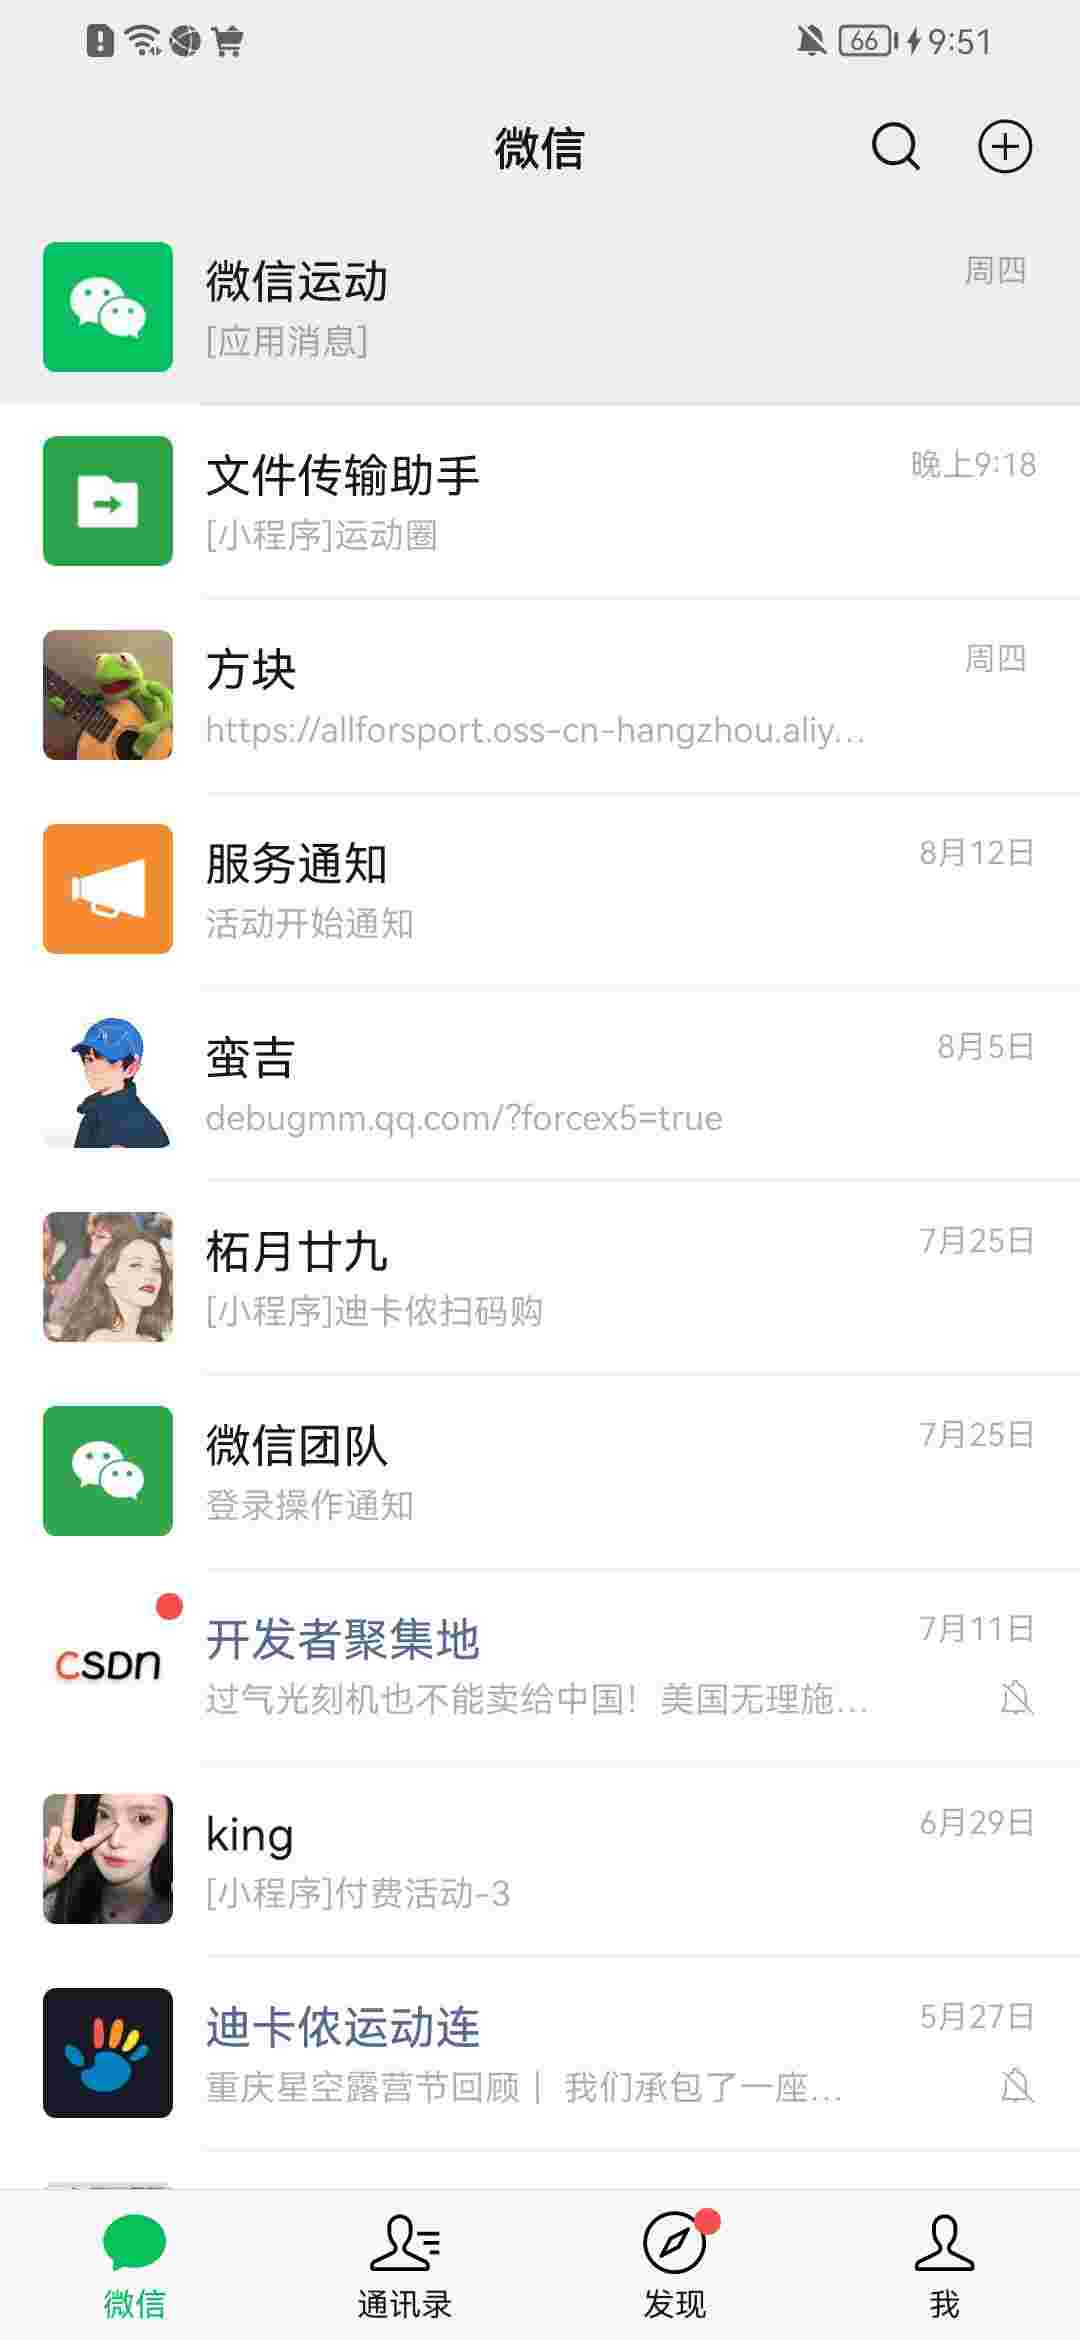 66 9:51
微信
微信运动 周四
[应用消息]
文件传输助手 晚上9:18
[小程序]运动圈
方块 周四
https://allforsport.oss-cn-hangzhou.aliy...
服务通知 8月12日
活动开始通知
蛮吉 8月5日
debugmm.qq.com/?forcex5=true
柘月廿九 7月25日
[小程序]迪卡侬扫码购
微信团队 7月25日
登录操作通知
CSDN
开发者聚集地 7月11日
过气光刻机也不能卖给中国！美国无理施...
king 6月29日
[小程序]付费活动-3
迪卡侬运动连 5月27日
重庆星空露营节回顾｜ 我们承包了一座...
微信 通讯录 发现 我